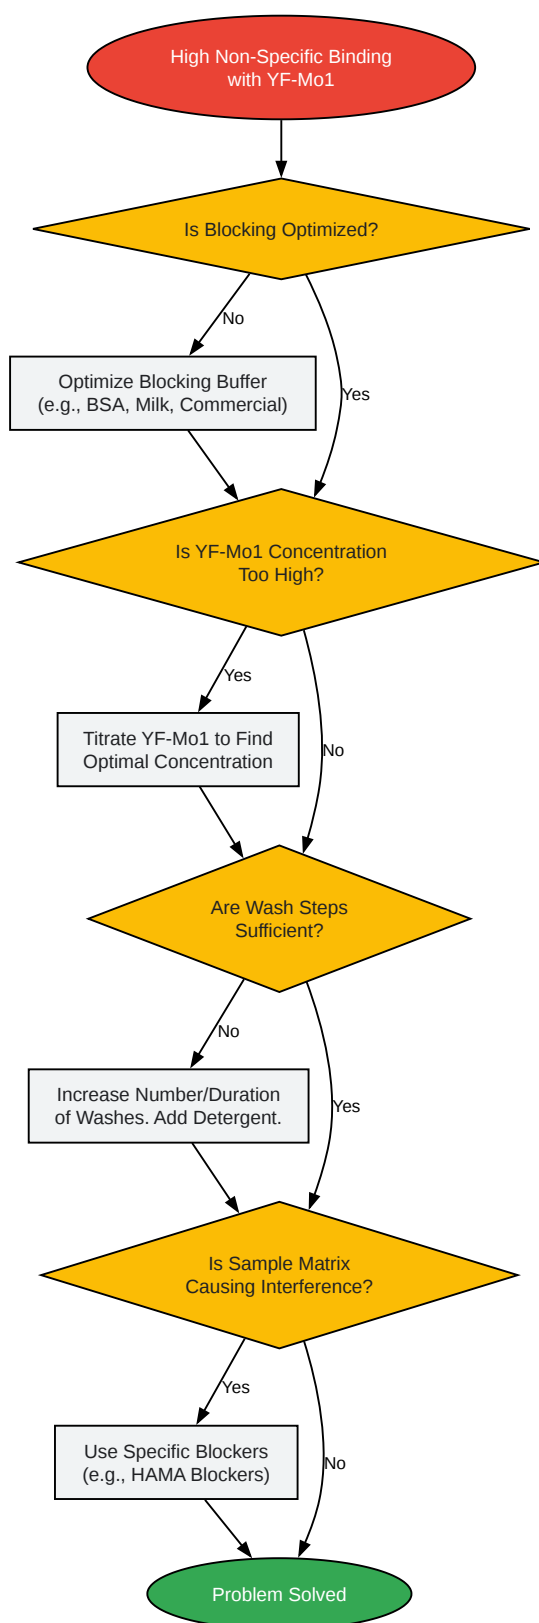 High Non-Specific Binding
with YF-Mo1
Is Blocking Optimized?
No
Yes
Optimize Blocking Buffer
(e.g., BSA, Milk, Commercial)
Is YF-Mo1 Concentration
Too High?
Yes
No
Titrate YF-Mo1 to Find
Optimal Concentration
Are Wash Steps
Sufficient?
No
Yes
Increase Number/Duration
of Washes. Add Detergent.
Is Sample Matrix
Causing Interference?
Yes
No
Use Specific Blockers
(e.g., HAMA Blockers)
Problem Solved